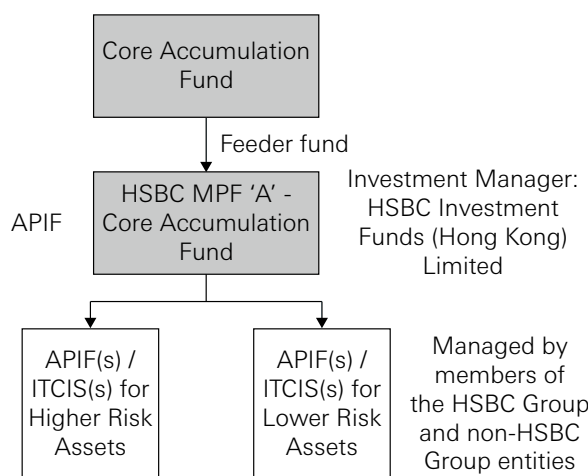 Core Accumulation
Fund
Feeder fund
APIF
HSBC MPF ‘A’ -
Core Accumulation
Fund
Investment Manager:
HSBC Investment
Funds (Hong Kong)
Limited
APIF(s) /
ITCIS(s) for
Higher Risk
Assets
APIF(s) /
ITCIS(s) for
Lower Risk
Assets
Managed by
members of
the HSBC Group
and non-HSBC
Group entities